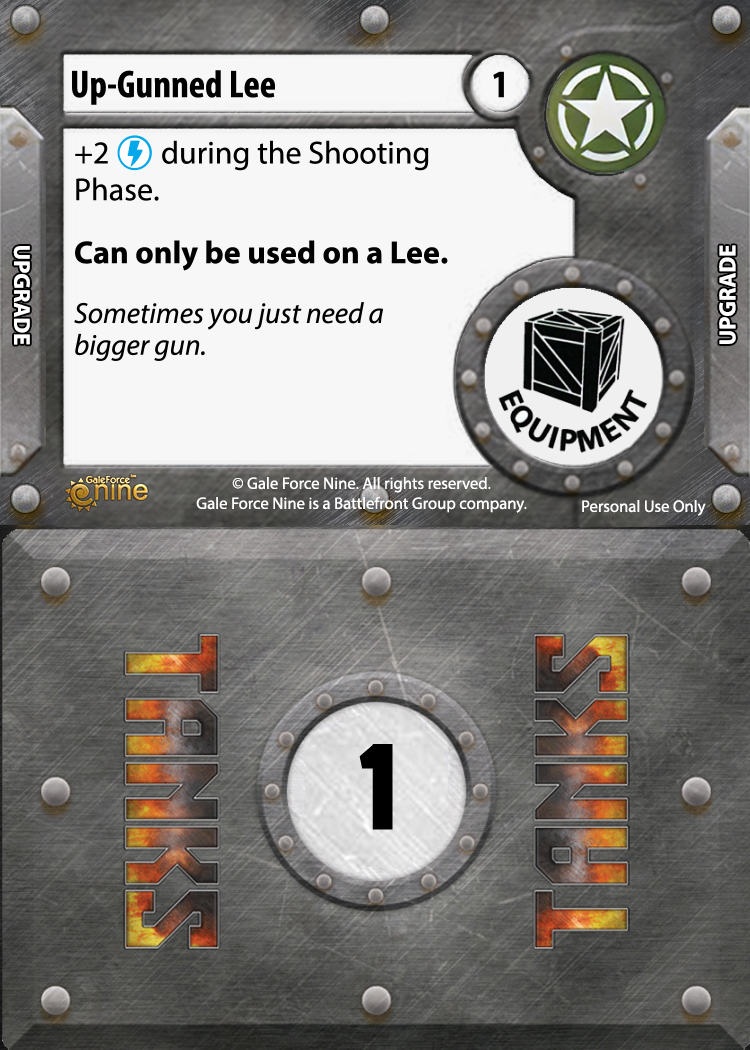 Up-Gunned Lee
1
+2 during the Shooting
Phase.
Can only be used on a Lee.
Sometimes you just need a
bigger gun.
UPGRADE
UPGRADE
EQUIPMENT
GaleForce™
nine
© Gale Force Nine. All rights reserved.
Gale Force Nine is a Battlefront Group company.
Personal Use Only
TANKS
1
TANKS